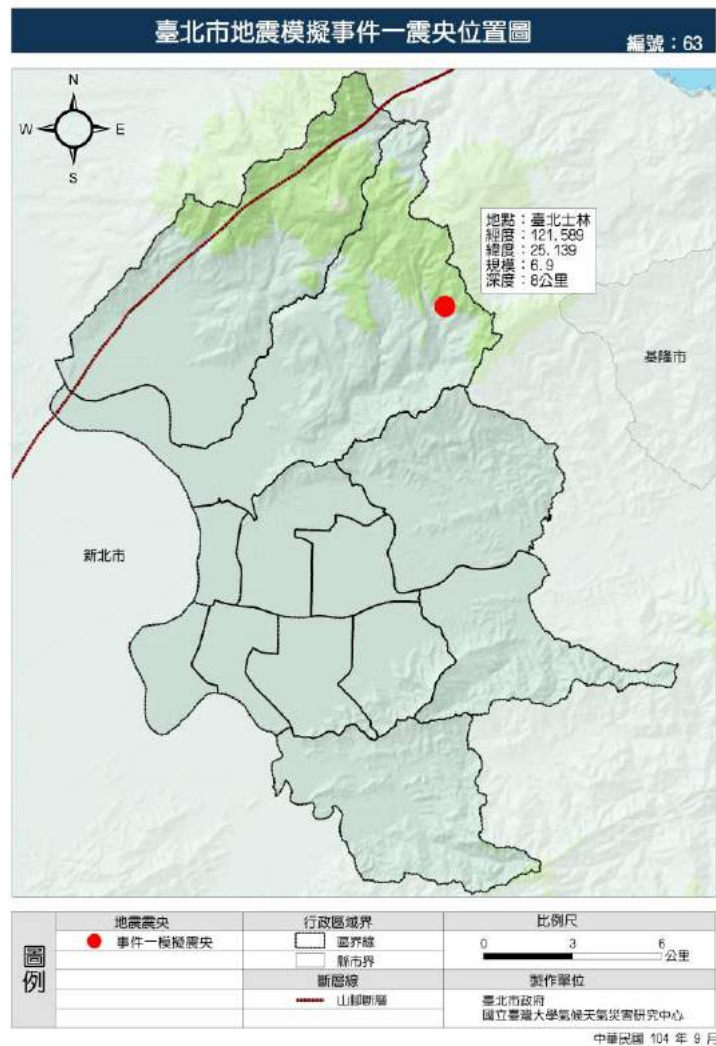 臺北市地震模擬事件一震央位置圖
編號：63
N
W
E
S
地點：臺北士林
經度：121.589
緯度：25.139
規模：6.9
深度：8公里
基隆市
新北市
圖例
地震震央
事件一模擬震央
行政區域界
區界線
縣市界
斷層線
山腳斷層
比例尺
0 3 6
公里
製作單位
臺北市政府
國立臺灣大學氣候天氣災害研究中心
中華民國 104 年 9 月